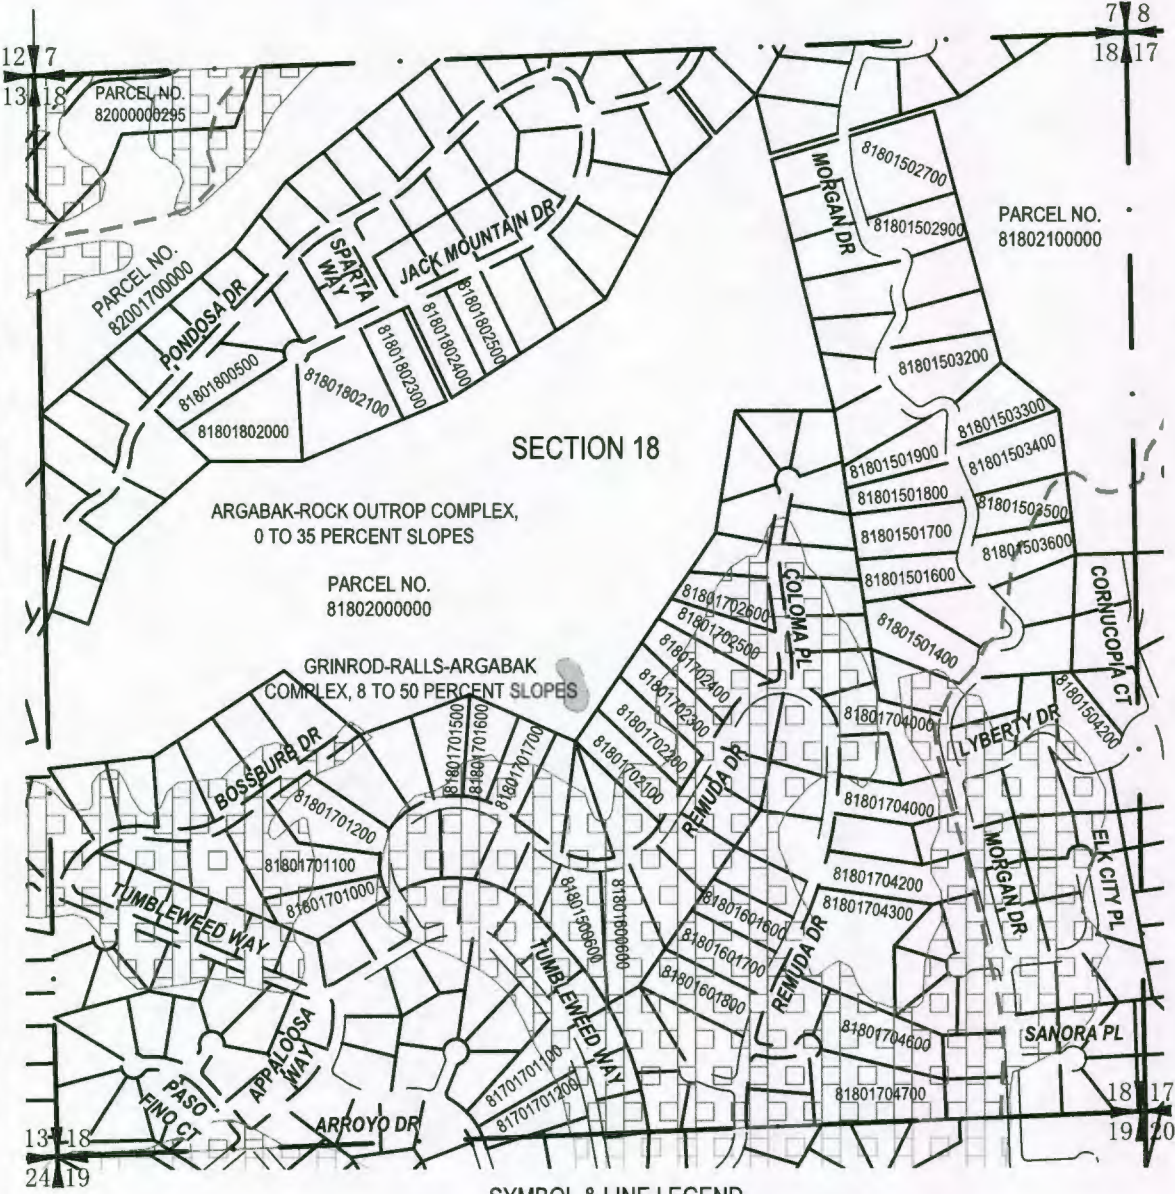 7 8
18 17
12 7
13 18
PARCEL NO.
82000000295
PARCEL NO.
82001700000
PONDOSA DR
SPARTA
WAY
JACK MOUNTAIN DR
MORGAN DR
81801502700
81801502900
PARCEL NO.
81802100000
81801800500
81801802000
81801802100
81801802300
81801802400
81801802500
81801503200
81801503300
81801503400
81801503500
81801503600
81801501900
81801501800
81801501700
81801501600
81801501400
SECTION 18
ARGABAK-ROCK OUTROP COMPLEX,
0 TO 35 PERCENT SLOPES
PARCEL NO.
81802000000
GRINROD-RALLS-ARGABAK
COMPLEX, 8 TO 50 PERCENT SLOPES
COLOMA PL
CORNUCOPIA CT
81801702600
81801702500
81801702400
81801702300
81801702200
81801702100
81801704000
LYBERTY DR
81801504200
BOSSBURB DR
81801701500
81801701600
81801701700
REMUDA DR
81801701200
81801701100
81801701000
81801704000
81801704200
81801704300
MORGAN DR
ELK CITY PL
TUMBLEWEED WAY
81801500600
81801600600
81801601600
81801601700
81801601800
REMUDA DR
TUMBLEWEED WAY
APPALOOSA
WAY
PASO
FINO CT
ARROYO DR
81701701100
81701701200
81801704600
81801704700
SANORA PL
18 17
19 20
13 18
24 19
SYMBOL & LINE LEGEND